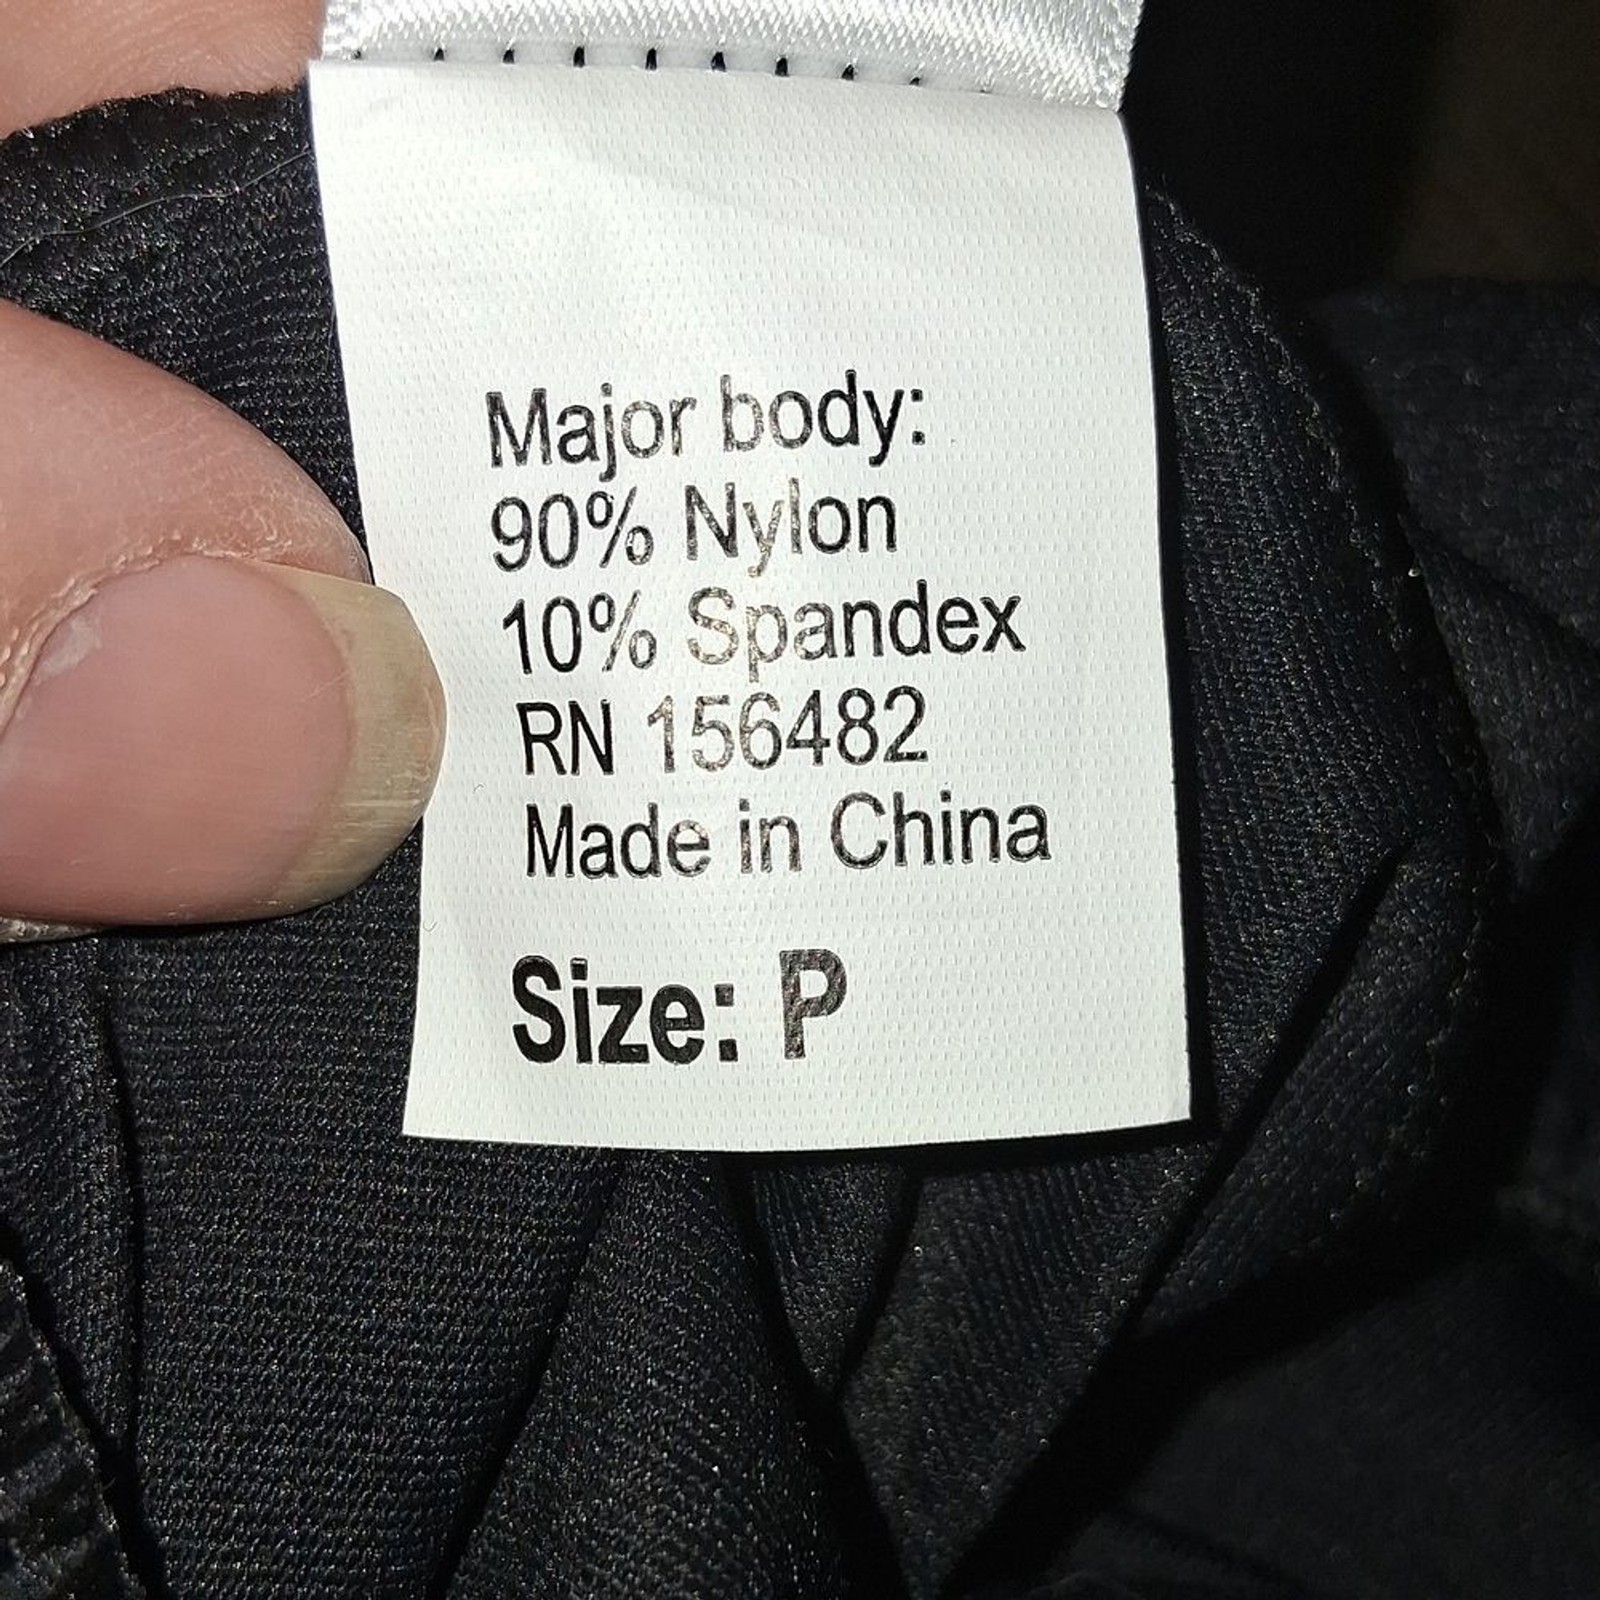 Major body:
90% Nylon
10% Spandex
RN 156482
Made in China
Size: P